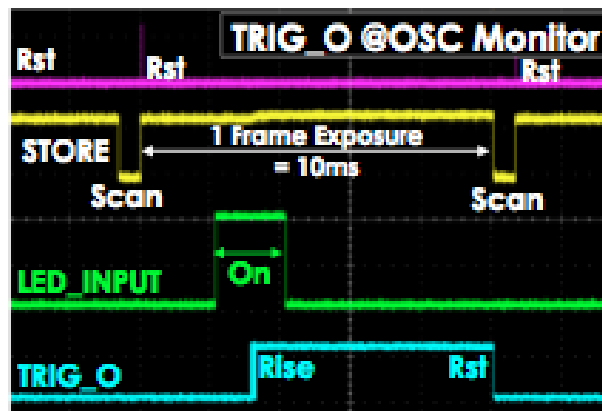 TRIG_O @OSC Monitor
Rst
Rst
Rst
STORE
1 Frame Exposure
= 10ms
Scan
Scan
LED_INPUT
On
TRIG_O
Rise
Rst